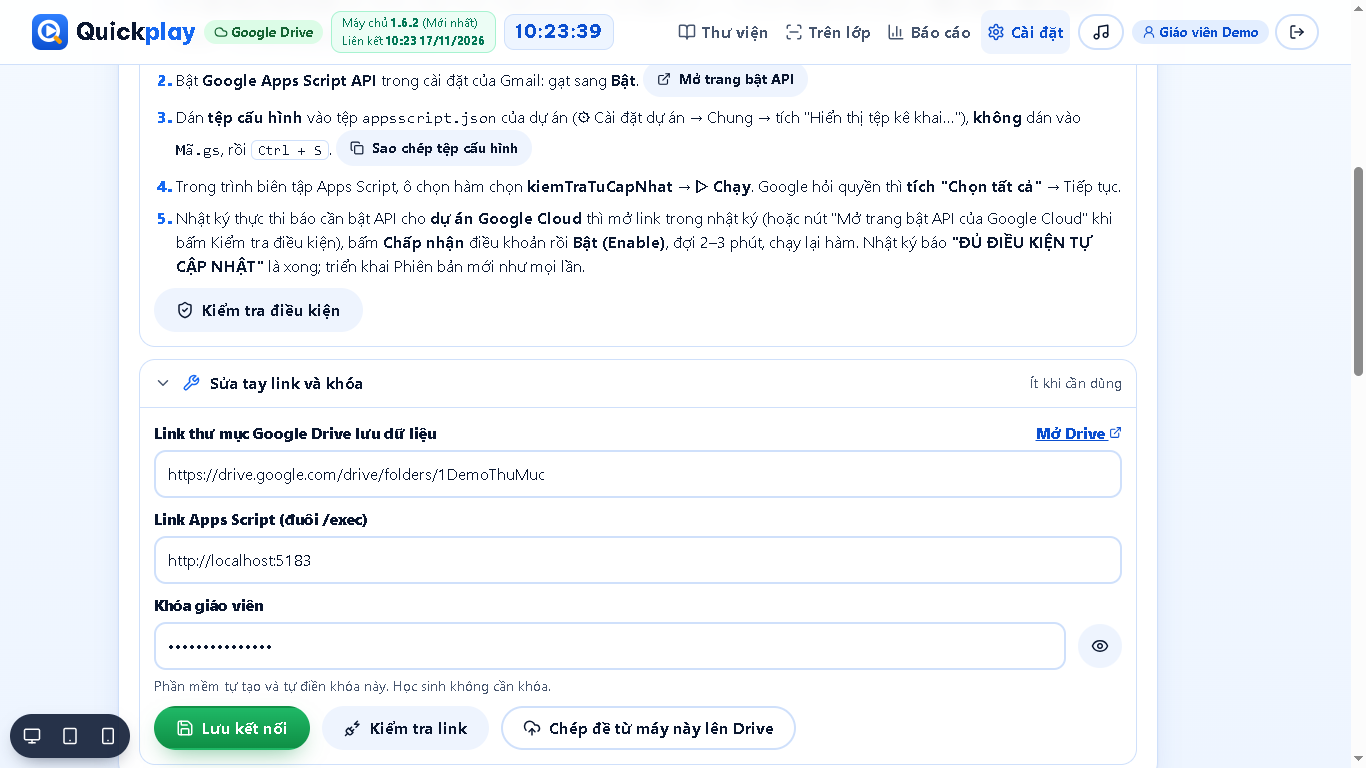 Quickplay
Google Drive
Máy chủ 1.6.2 (Mới nhất)
Liên kết 10:23 17/11/2026
10:23:39
Thư viện
Trên lớp
Báo cáo
Cài đặt
Giáo viên Demo
2. Bật Google Apps Script API trong cài đặt của Gmail: gạt sang Bật. Mở trang bật API
3. Dán tệp cấu hình vào tệp appsscript.json của dự án (⚙ Cài đặt dự án → Chung → tích "Hiển thị tệp kê khai..."), không dán vào
Mã.gs, rồi Ctrl + S. Sao chép tệp cấu hình
4. Trong trình biên tập Apps Script, ô chọn hàm chọn kiemTraTuCapNhat → ▷ Chạy. Google hỏi quyền thì tích "Chọn tất cả" → Tiếp tục.
5. Nhật ký thực thi báo cần bật API cho dự án Google Cloud thì mở link trong nhật ký (hoặc nút "Mở trang bật API của Google Cloud" khi
bấm Kiểm tra điều kiện), bấm Chấp nhận điều khoản rồi Bật (Enable), đợi 2–3 phút, chạy lại hàm. Nhật ký báo "ĐỦ ĐIỀU KIỆN TỰ
CẬP NHẬT" là xong; triển khai Phiên bản mới như mọi lần.
Kiểm tra điều kiện
Sửa tay link và khóa
Ít khi cần dùng
Link thư mục Google Drive lưu dữ liệu
Mở Drive
https://drive.google.com/drive/folders/1DemoThuMuc
Link Apps Script (đuôi /exec)
http://localhost:5183
Khóa giáo viên
•••••••••••••••
Phần mềm tự tạo và tự điền khóa này. Học sinh không cần khóa.
Lưu kết nối
Kiểm tra link
Chép đề từ máy này lên Drive